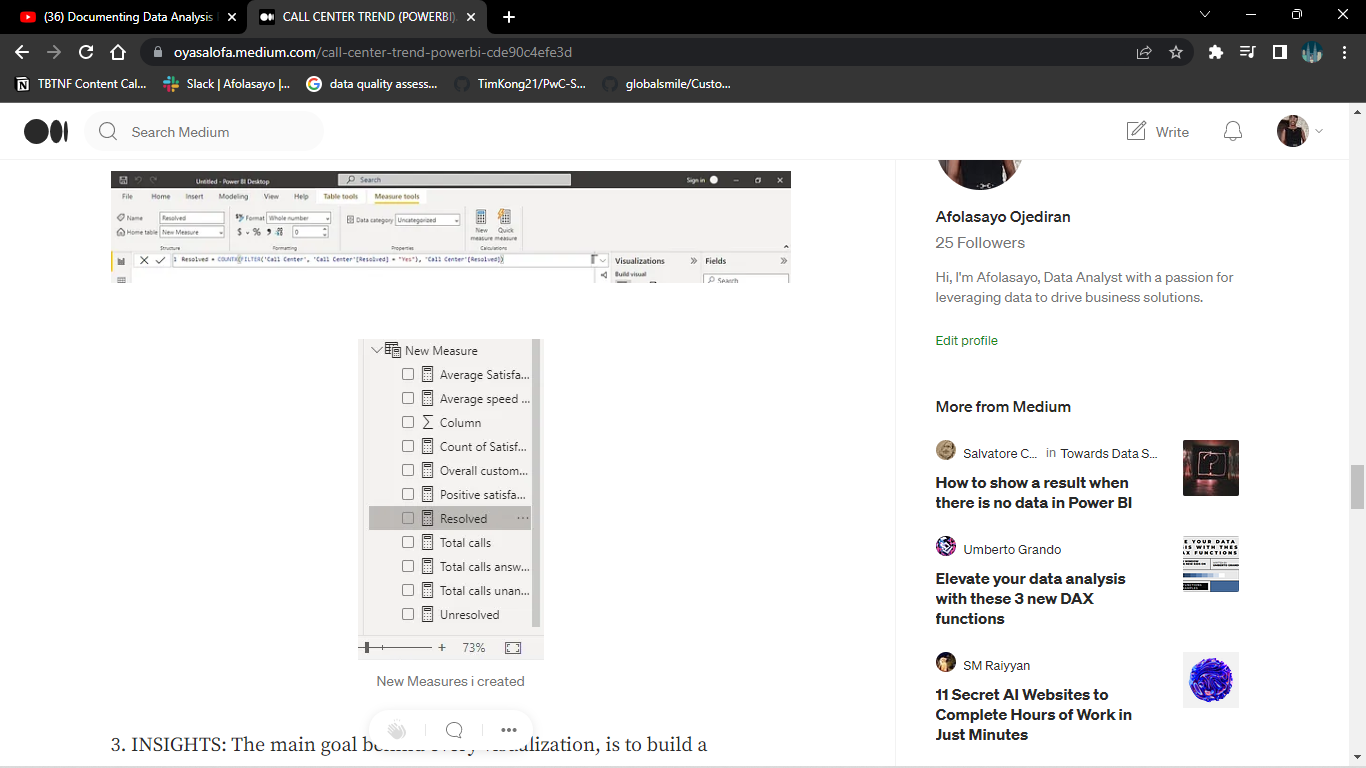 (36) Documenting Data Analysis
CALL CENTER TREND (POWERBI).
oyasalofa.medium.com/call-center-trend-powerbi-cde90c4efe3d
TBTNF Content Cal...
Slack | Afolasayo |...
data quality assess...
TimKong21/PwC-S...
globalsmile/Custo...
Search Medium
Write
Untitled - Power BI Desktop
Search
Sign in
File Home Insert Modeling View Help Table tools Measure tools
Name Resolved
Format Whole number
Data category Uncategorized
Home table New Measure
$ % 0
New measure
Quick measure
Structure
Formatting
Properties
Calculations
1 Resolved = COUNTX(FILTER('Call Center', 'Call Center'[Resolved] = "Yes"), 'Call Center'[Resolved])
Visualizations
Fields
Build visual
Search
New Measure
Average Satisfa...
Average speed ...
Column
Count of Satisf...
Overall custom...
Positive satisfa...
Resolved ...
Total calls
Total calls answ...
Total calls unan...
Unresolved
+ 73%
New Measures i created
3. INSIGHTS: The main goal visualization, is to build a
Afolasayo Ojediran
25 Followers
Hi, I'm Afolasayo, Data Analyst with a passion for
leveraging data to drive business solutions.
Edit profile
More from Medium
Salvatore C... in Towards Data S...
How to show a result when
there is no data in Power BI
Umberto Grando
Elevate your data analysis
with these 3 new DAX
functions
E YOUR DATA
IS WITH THES
AX FUNCTIONS
SM Raiyyan
11 Secret AI Websites to
Complete Hours of Work in
Just Minutes